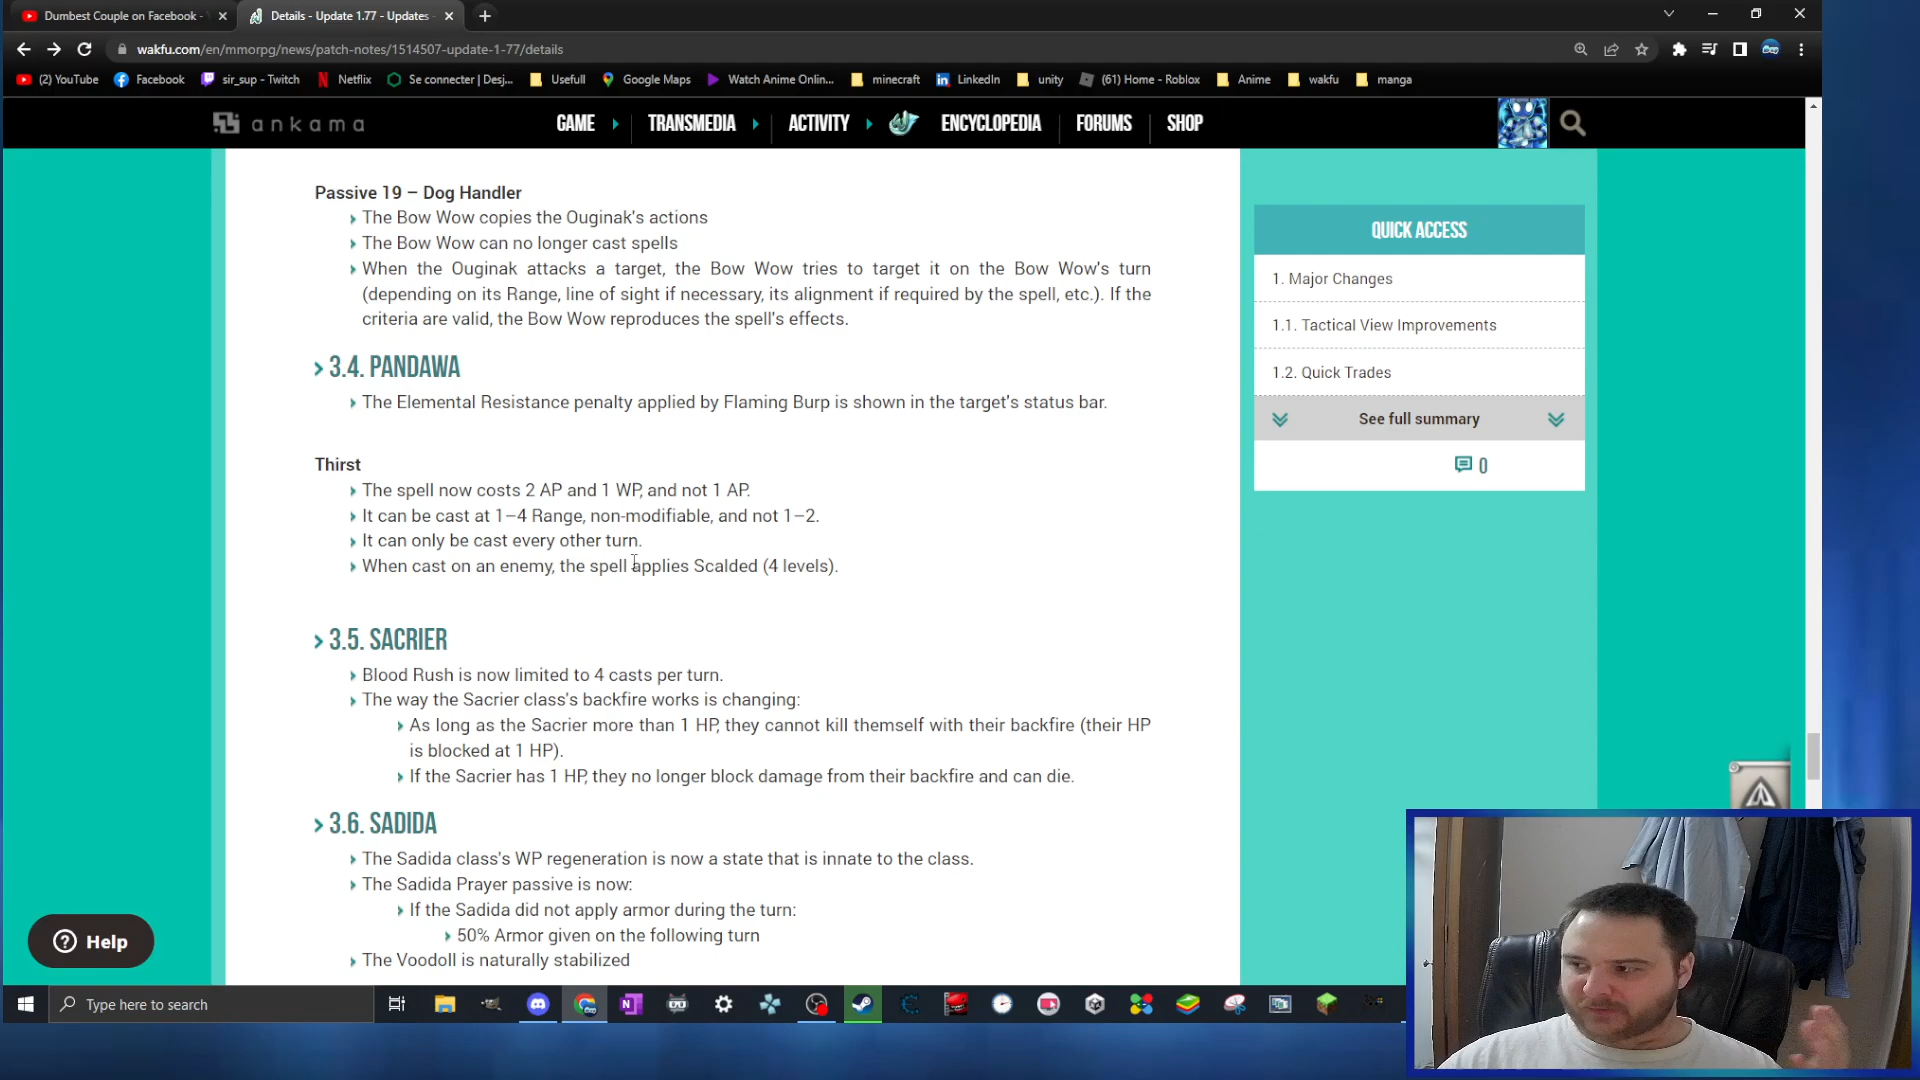 Dumbest Couple on Facebook -
Details - Update 1.77 - Updates -
wakfu.com/en/mmorpg/news/patch-notes/1514507-update-1-77/details
(2) YouTube
Facebook
sir_sup - Twitch
Netflix
Se connecter | Desj...
Usefull
Google Maps
Watch Anime Onlin...
minecraft
LinkedIn
unity
(61) Home - Roblox
Anime
wakfu
manga
ankama
GAME
TRANSMEDIA
ACTIVITY
ENCYCLOPEDIA
FORUMS
SHOP
Passive 19 – Dog Handler
The Bow Wow copies the Ouginak's actions
The Bow Wow can no longer cast spells
When the Ouginak attacks a target, the Bow Wow tries to target it on the Bow Wow's turn
(depending on its Range, line of sight if necessary, its alignment if required by the spell, etc.). If the
criteria are valid, the Bow Wow reproduces the spell's effects.
3.4. PANDAWA
The Elemental Resistance penalty applied by Flaming Burp is shown in the target's status bar.
Thirst
The spell now costs 2 AP and 1 WP, and not 1 AP.
It can be cast at 1–4 Range, non-modifiable, and not 1–2.
It can only be cast every other turn.
When cast on an enemy, the spell applies Scalded (4 levels).
3.5. SACRIER
Blood Rush is now limited to 4 casts per turn.
The way the Sacrier class's backfire works is changing:
As long as the Sacrier more than 1 HP, they cannot kill themself with their backfire (their HP
is blocked at 1 HP).
If the Sacrier has 1 HP, they no longer block damage from their backfire and can die.
3.6. SADIDA
The Sadida class's WP regeneration is now a state that is innate to the class.
The Sadida Prayer passive is now:
If the Sadida did not apply armor during the turn:
50% Armor given on the following turn
The Voodoll is naturally stabilized
QUICK ACCESS
1. Major Changes
1.1. Tactical View Improvements
1.2. Quick Trades
See full summary
0
Help
Type here to search